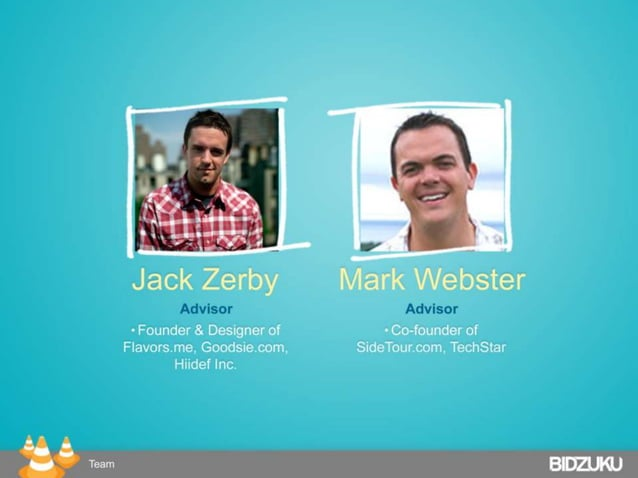 Jack Zerby
Advisor
• Founder & Designer of
Flavors.me, Goodsie.com,
Hiidef Inc.
Mark Webster
Advisor
• Co-founder of
SideTour.com, TechStar
Team
BIDZUKU